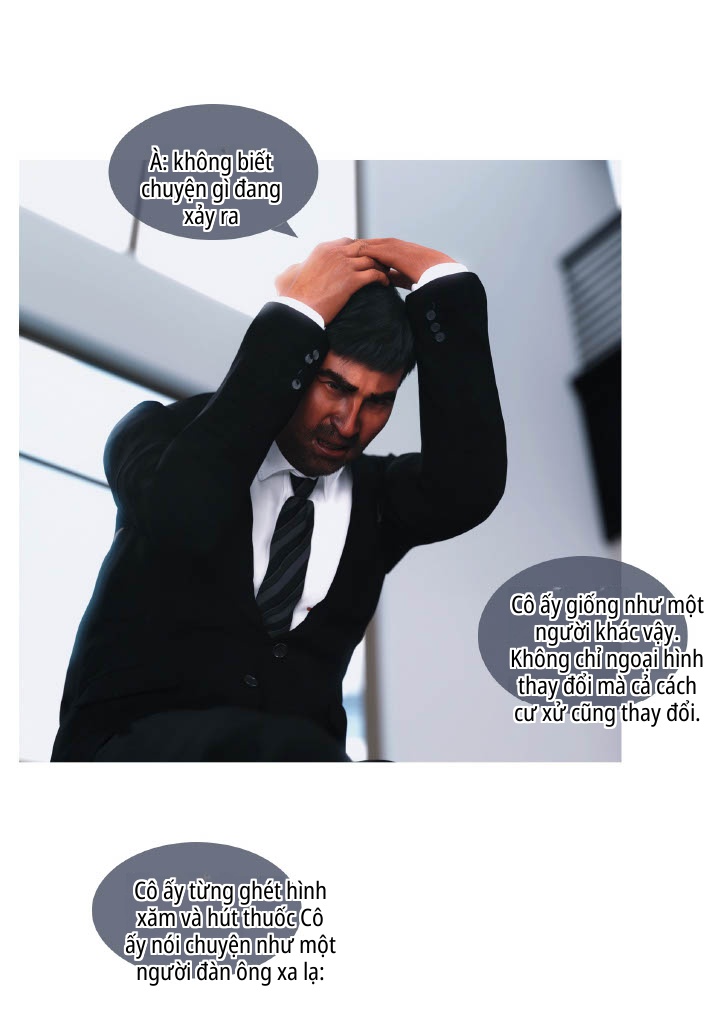 À: không biết
chuyện gì đang
xảy ra
Cô ấy giống như một
người khác vậy.
Không chỉ ngoại hình
thay đổi mà cả cách
cư xử cũng thay đổi.
Cô ấy từng ghét hình
xăm và hút thuốc Cô
ấy nói chuyện như một
người đàn ông xa lạ: